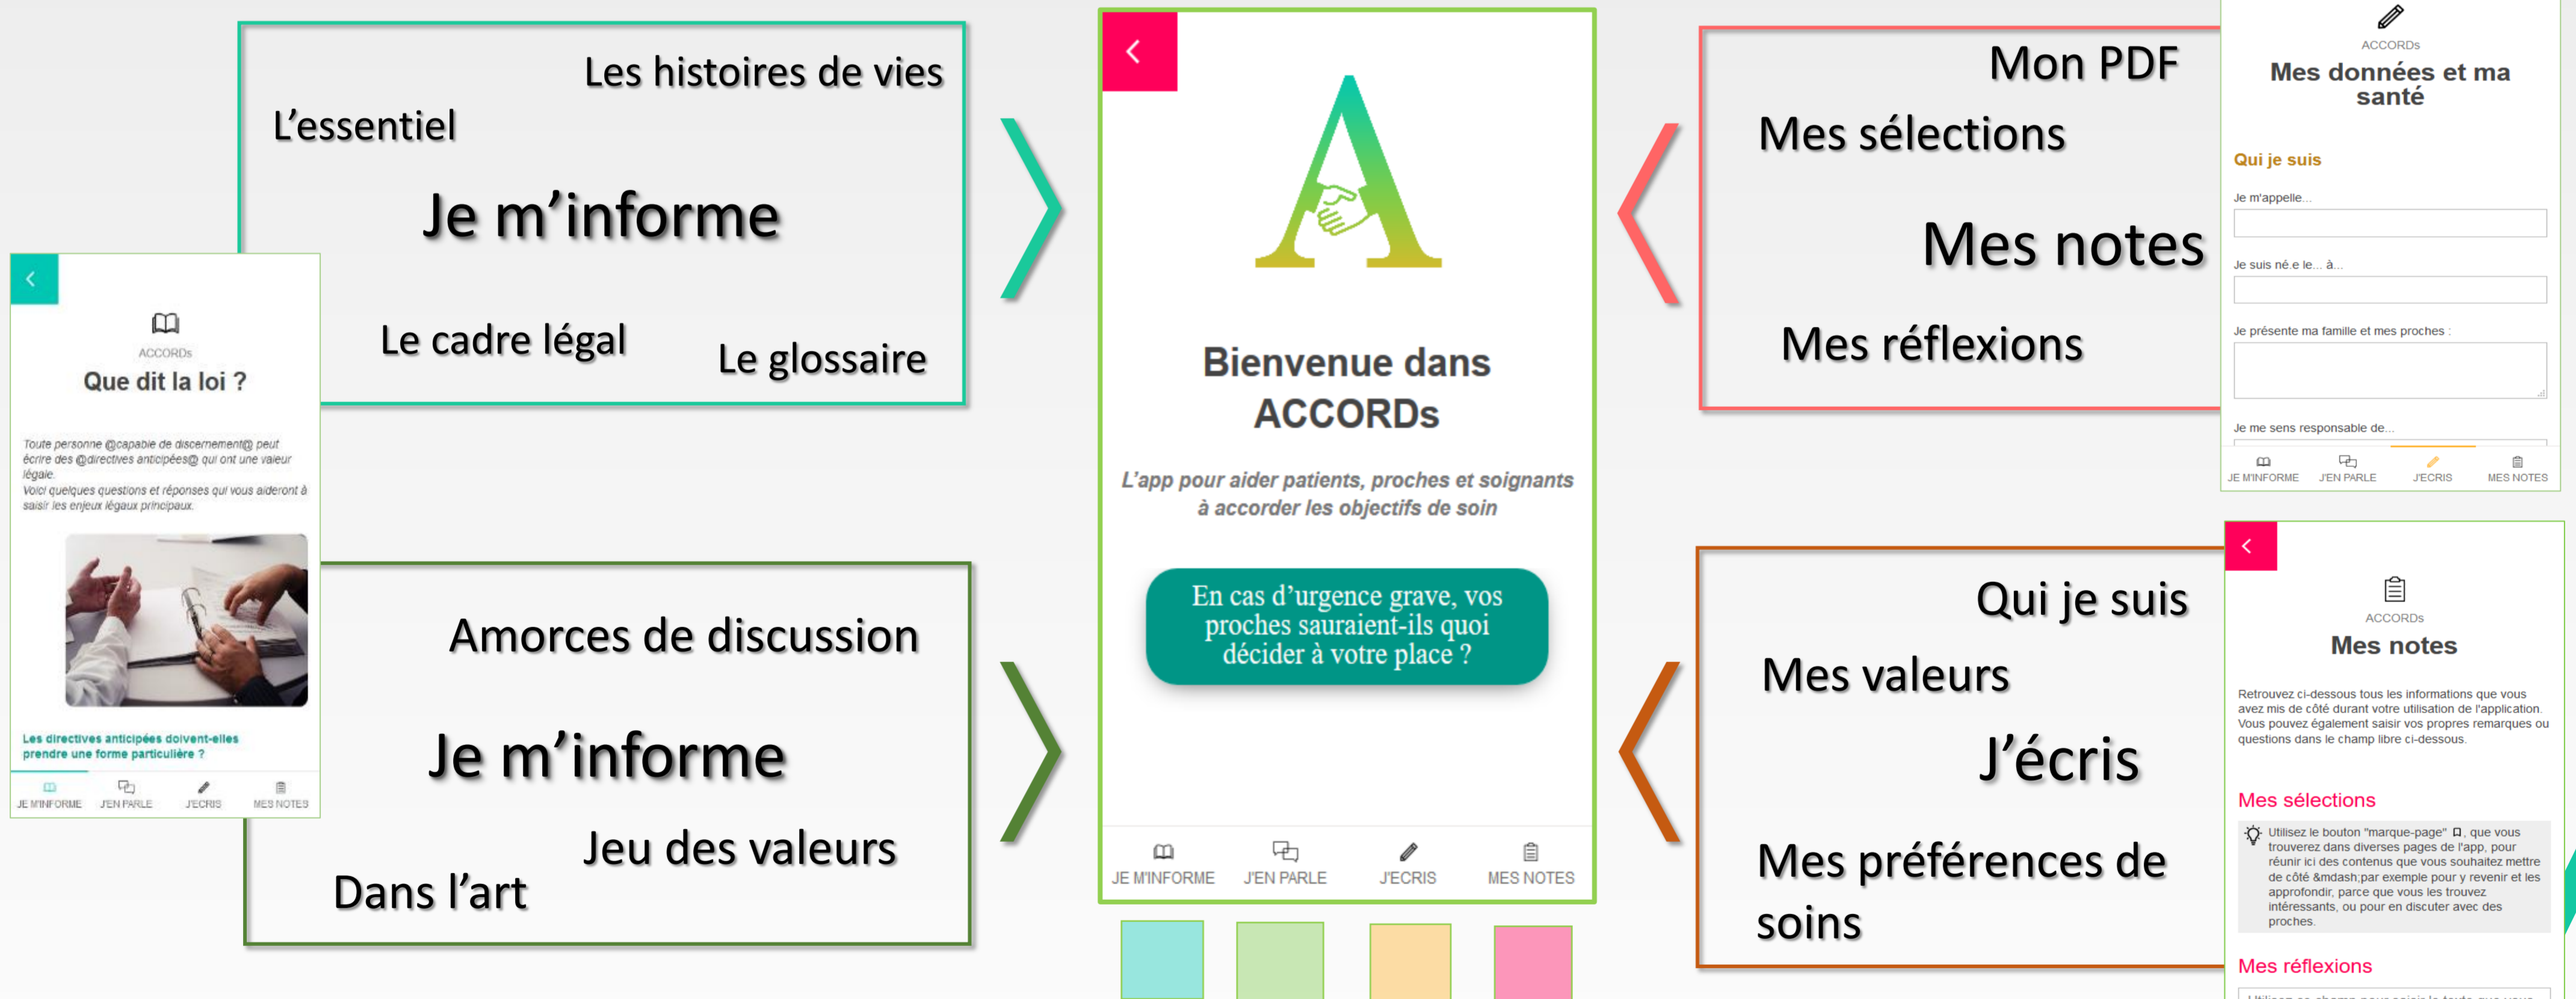 Les histoires de vies
L'essentiel
Je m'informe
Le cadre légal
Le glossaire
ACCORDs
Que dit la loi ?
Toute personne @capable de discernement@ peut
écrire des @directives anticipées@ qui ont une valeur
légale.
Voici quelques questions et réponses qui vous aideront à
saisir les enjeux légaux principaux.
Les directives anticipées doivent-elles
prendre une forme particulière ?
JE M'INFORME
J'EN PARLE
J'ECRIS
MES NOTES
Amorces de discussion
Je m'informe
Jeu des valeurs
Dans l'art
Bienvenue dans
ACCORDs
L'app pour aider patients, proches et soignants
à accorder les objectifs de soin
En cas d'urgence grave, vos
proches sauraient-ils quoi
décider à votre place ?
JE M'INFORME
J'EN PARLE
J'ECRIS
MES NOTES
Mon PDF
Mes sélections
Mes notes
Mes réflexions
ACCORDs
Mes données et ma
santé
Qui je suis
Je m'appelle...
Je suis né.e le... à...
Je présente ma famille et mes proches :
Je me sens responsable de...
JE M'INFORME
J'EN PARLE
J'ECRIS
MES NOTES
Qui je suis
Mes valeurs
J'écris
Mes préférences de
soins
ACCORDs
Mes notes
Retrouvez ci-dessous tous les informations que vous
avez mis de côté durant votre utilisation de l'application.
Vous pouvez également saisir vos propres remarques ou
questions dans le champ libre ci-dessous.
Mes sélections
Utilisez le bouton "marque-page" , que vous
trouverez dans diverses pages de l'app, pour
réunir ici des contenus que vous souhaitez mettre
de côté &mdash;par exemple pour y revenir et les
approfondir, parce que vous les trouvez
intéressants, ou pour en discuter avec des
proches.
Mes réflexions